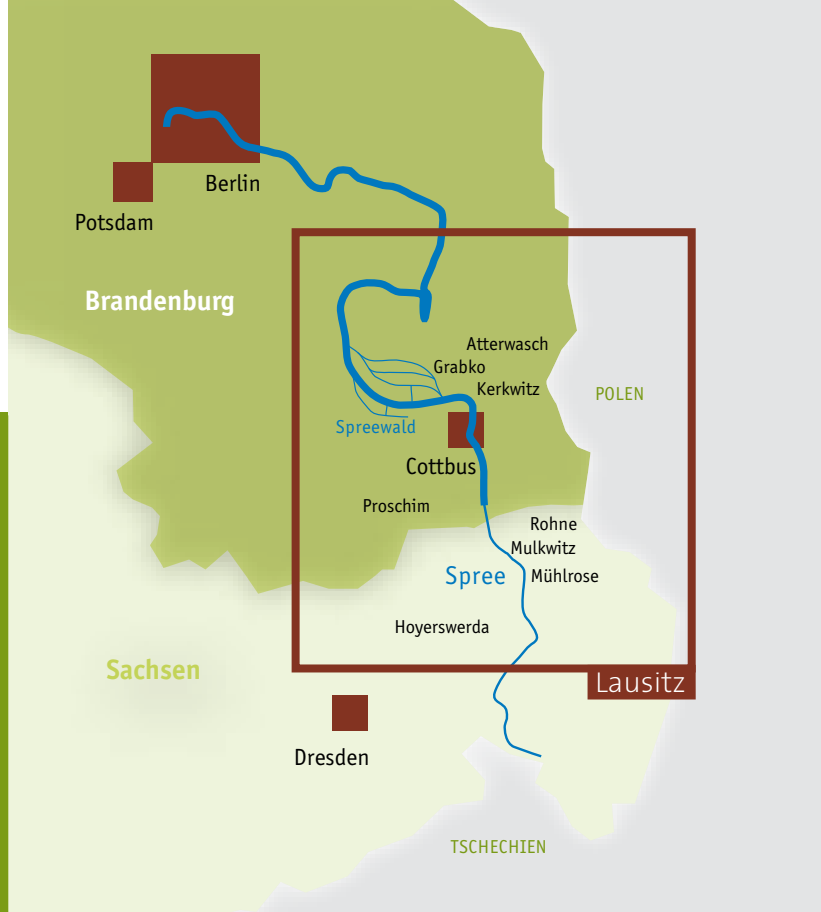 Berlin
Potsdam
Brandenburg
Atterwasch
Grabko
Kerkwitz
POLEN
Spreewald
Cottbus
Proschim
Rohne
Mulkwitz
Spree
Mühlrose
Hoyerswerda
Sachsen
Lausitz
Dresden
TSCHECHIEN